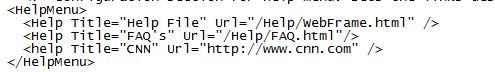 <HelpMenu>
<Help Title="Help File" Url="/Help/WebFrame.html" />
<Help Title="FAQ's" Url="/Help/FAQ.html"/>
<help Title="CNN" Url="http://www.cnn.com" />
</HelpMenu>